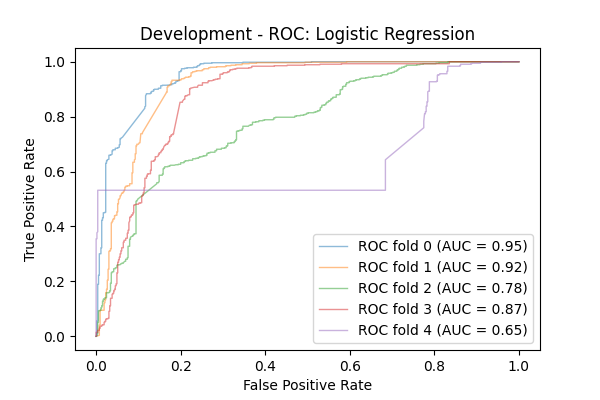 Development - ROC: Logistic Regression
True Positive Rate
1.0
0.8
0.6
0.4
0.2
0.0
ROC fold 0 (AUC = 0.95)
ROC fold 1 (AUC = 0.92)
ROC fold 2 (AUC = 0.78)
ROC fold 3 (AUC = 0.87)
ROC fold 4 (AUC = 0.65)
0.0 0.2 0.4 0.6 0.8 1.0
False Positive Rate